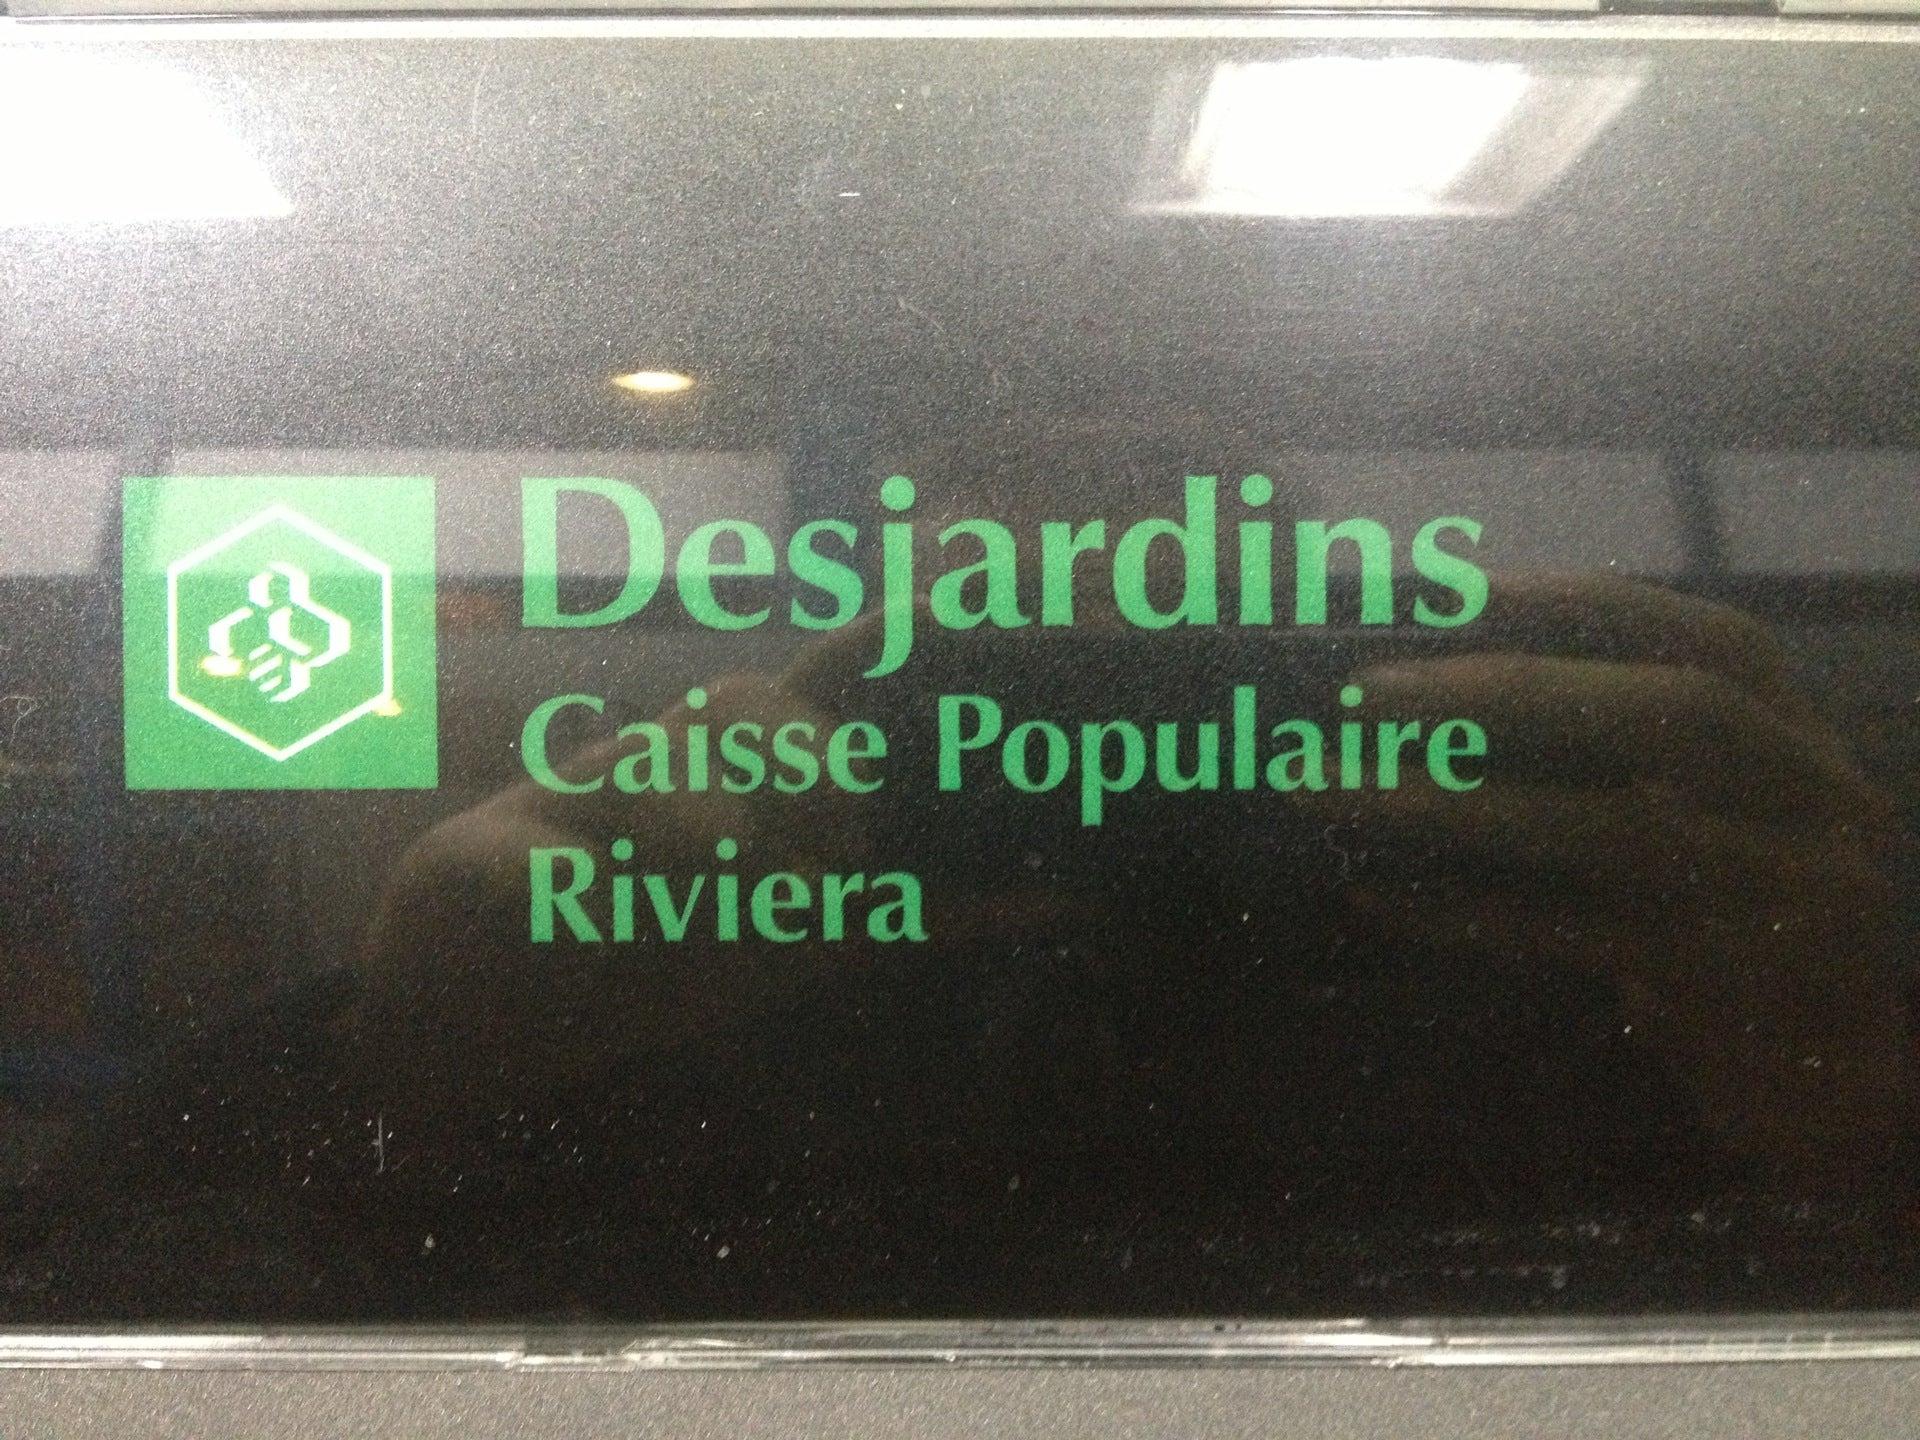 Desjardins
Caisse Populaire
Riviera